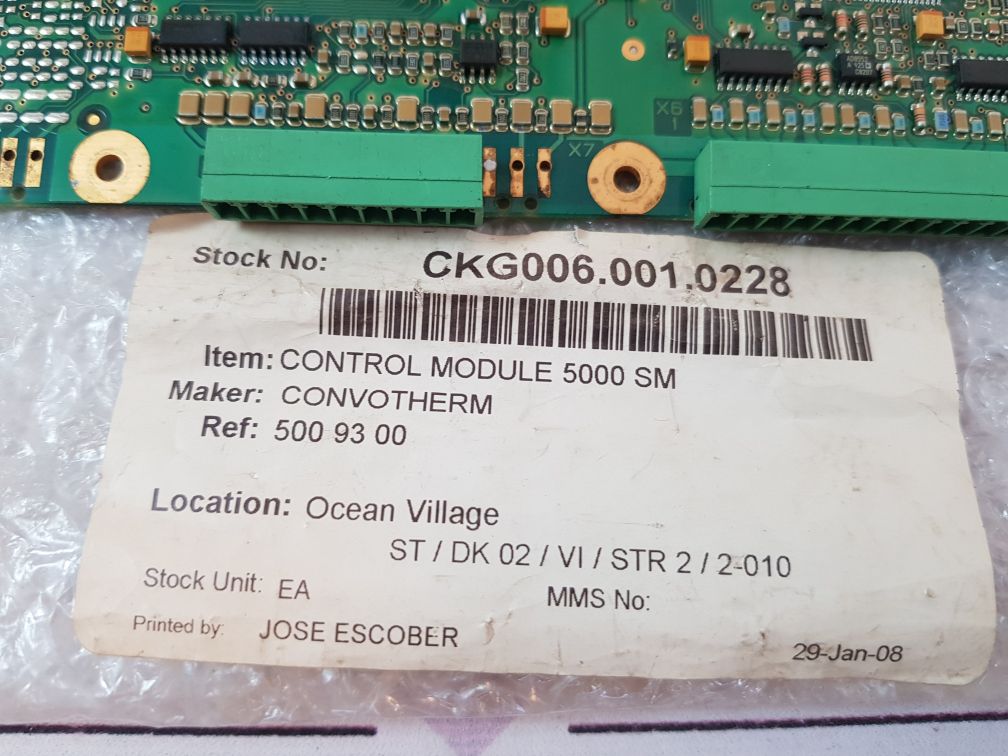 X6
1
X7
Stock No: CKG006.001.0228
Item: CONTROL MODULE 5000 SM
Maker: CONVOTHERM
Ref: 500 93 00
Location: Ocean Village
ST / DK 02 / VI / STR 2 / 2-010
Stock Unit: EA MMS No:
Printed by: JOSE ESCOBER 29-Jan-08